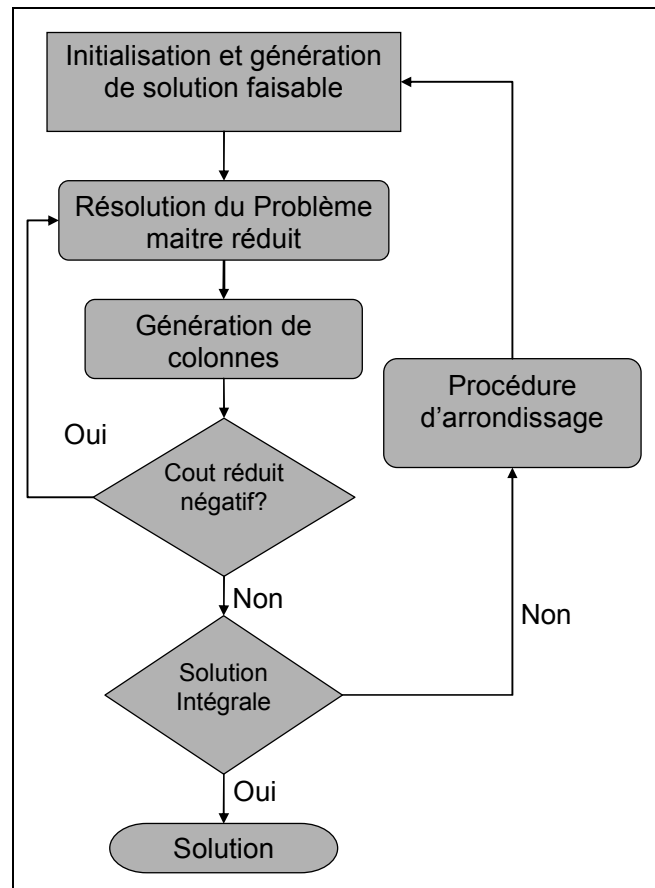 Initialisation et génération
de solution faisable
Résolution du Problème
maitre réduit
Génération de
colonnes
Procédure
d'arrondissage
Oui
Cout réduit
négatif?
Non
Non
Solution
Intégrale
Oui
Solution